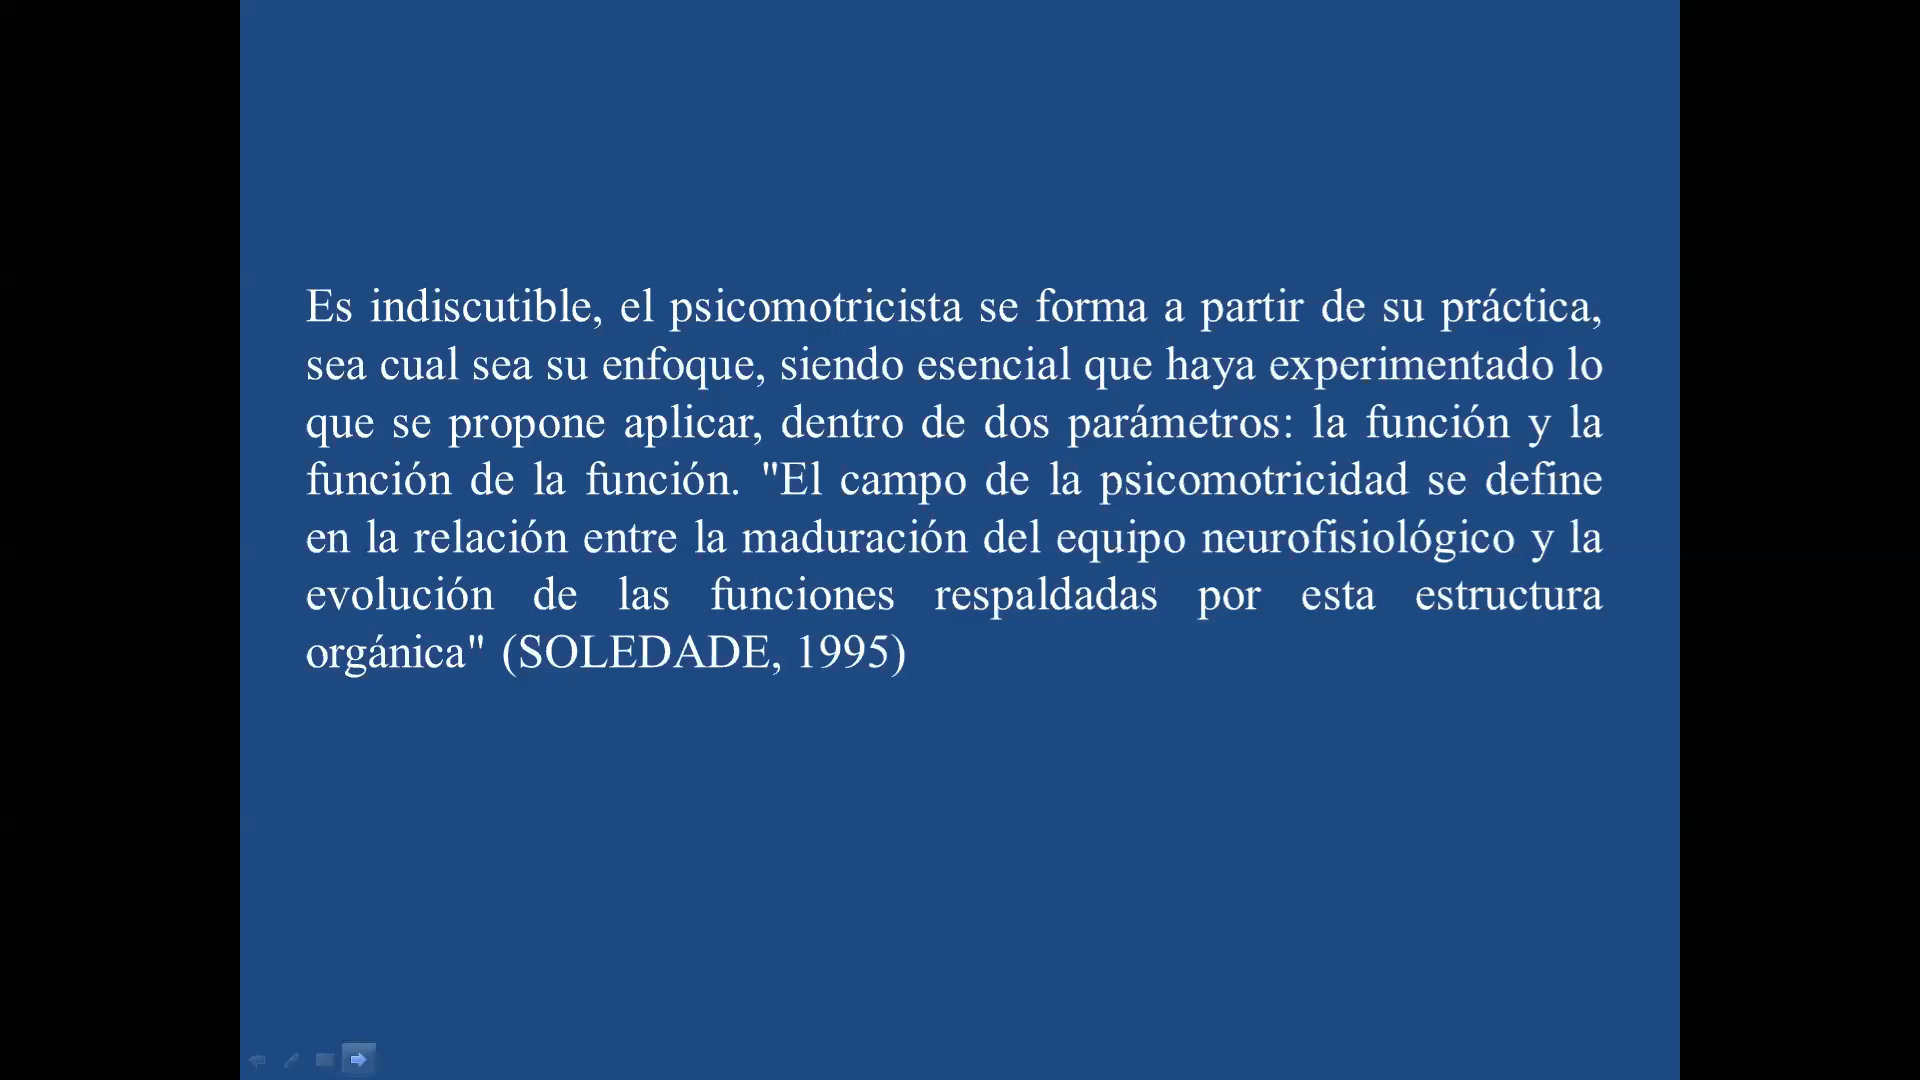 Es indiscutible, el psicomotricista se forma a partir de su práctica,
sea cual sea su enfoque, siendo esencial que haya experimentado lo
que se propone aplicar, dentro de dos parámetros: la función y la
función de la función. "El campo de la psicomotricidad se define
en la relación entre la maduración del equipo neurofisiológico y la
evolución de las funciones respaldadas por esta estructura
orgánica" (SOLEDADE, 1995)